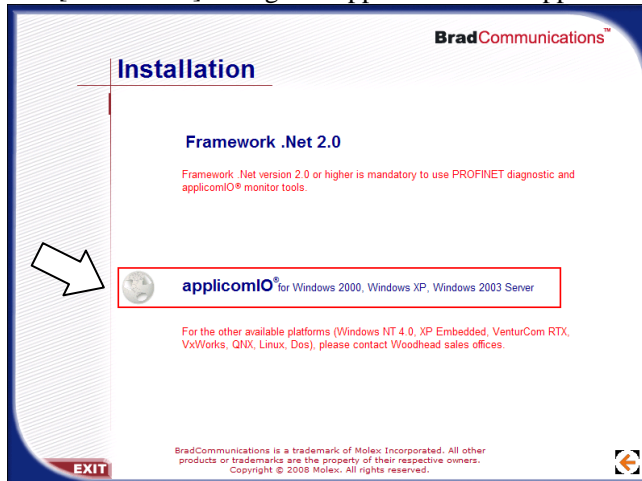 BradCommunications™
Installation
Framework .Net 2.0
Framework .Net version 2.0 or higher is mandatory to use PROFINET diagnostic and
applicomIO® monitor tools.
applicomIO® for Windows 2000, Windows XP, Windows 2003 Server
For the other available platforms (Windows NT 4.0, XP Embedded, VenturCom RTX,
VxWorks, QNX, Linux, Dos), please contact Woodhead sales offices.
BradCommunications is a trademark of Molex Incorporated. All other
products or trademarks are the property of their respective owners.
Copyright © 2008 Molex. All rights reserved.
EXIT